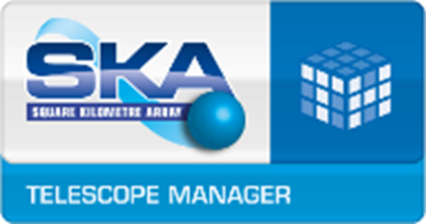 SKA
SQUARE KILOMETRE ARRAY
TELESCOPE MANAGER